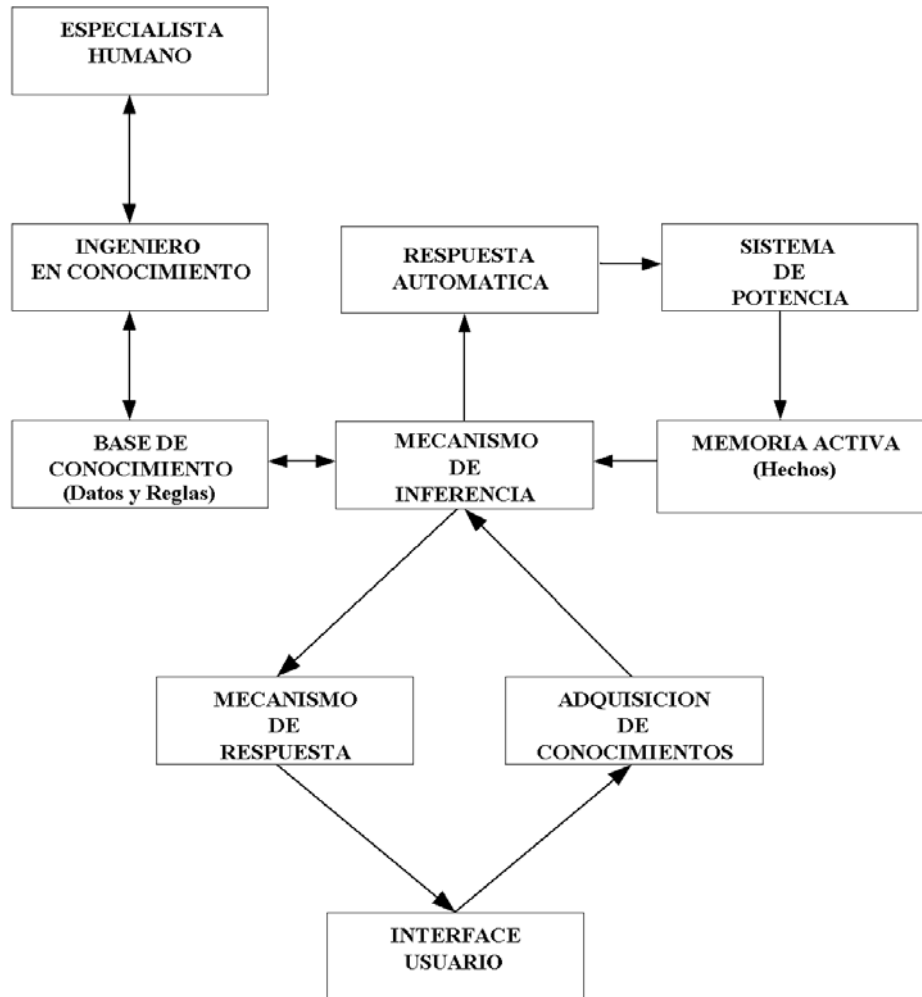 ESPECIALISTA
HUMANO
INGENIERO
EN CONOCIMIENTO
RESPUESTA
AUTOMATICA
SISTEMA
DE
POTENCIA
BASE DE
CONOCIMIENTO
(Datos y Reglas)
MECANISMO
DE
INFERENCIA
MEMORIA ACTIVA
(Hechos)
MECANISMO
DE
RESPUESTA
ADQUISICION
DE
CONOCIMIENTOS
INTERFACE
USUARIO